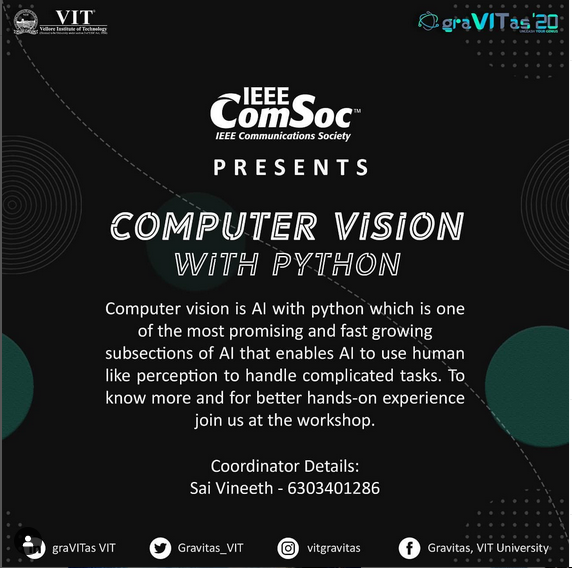 VIT
Vellore Institute of Technology
graVITas'20
IEEE
ComSoc™
IEEE Communications Society
PRESENTS
COMPUTER ViSiON
WiTH PYTHON
Computer vision is AI with python which is one
of the most promising and fast growing
subsections of AI that enables AI to use human
like perception to handle complicated tasks. To
know more and for better hands-on experience
join us at the workshop.
Coordinator Details:
Sai Vineeth - 6303401286
graVITas VIT
Gravitas_VIT
vitgravitas
Gravitas, VIT University